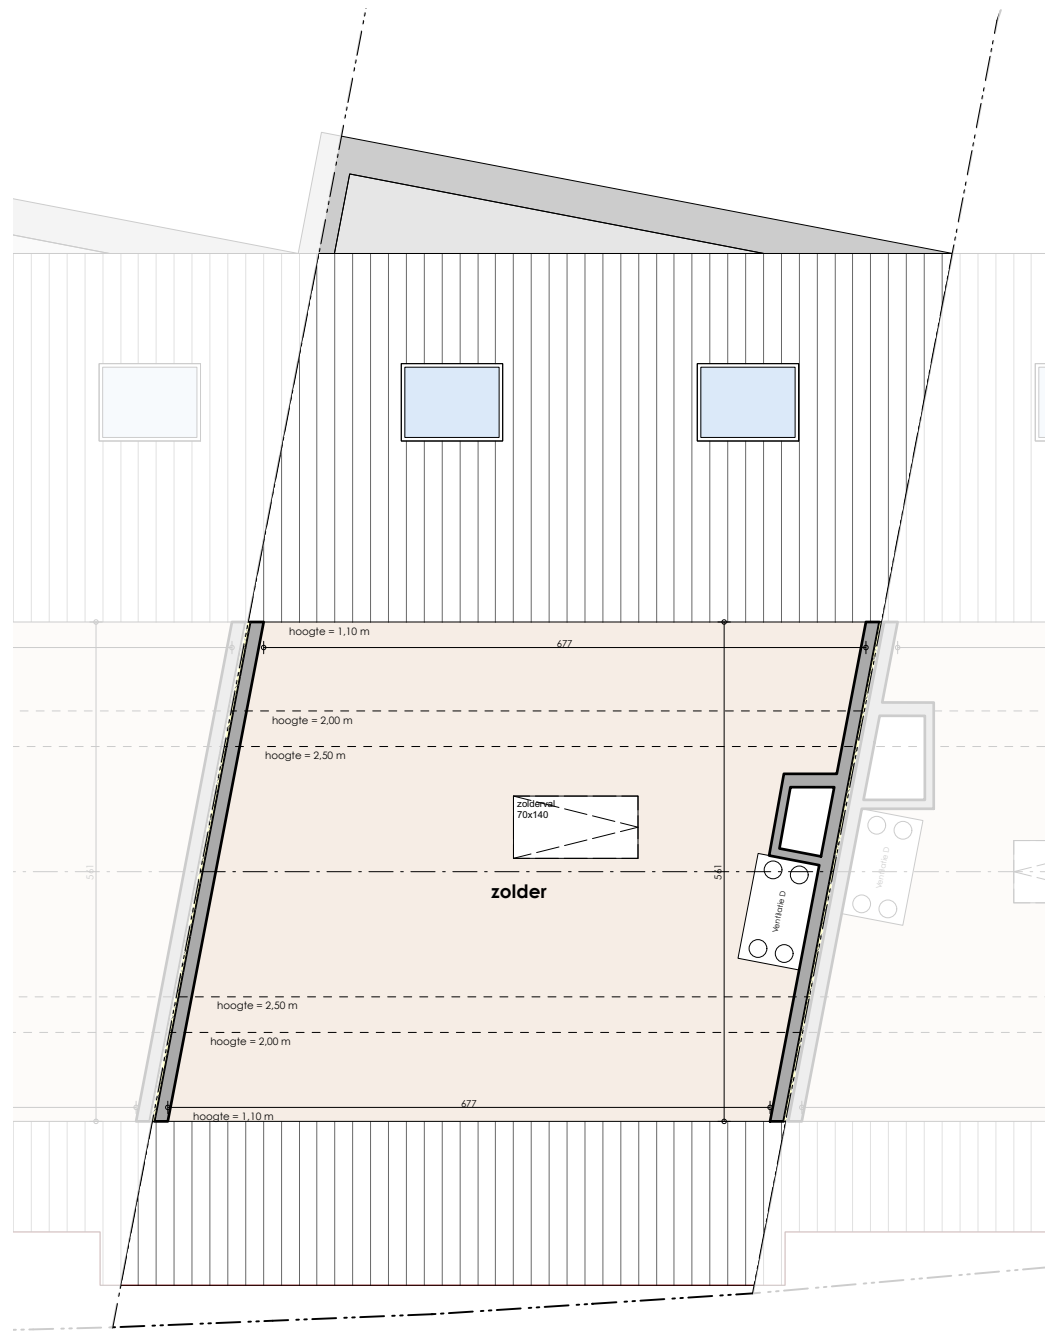 hoogte = 1,10 m
677
hoogte = 2,00 m
hoogte = 2,50 m
zolderval
70x140
561
561
zolder
Ventilatie D
Ventilatie D
hoogte = 2,50 m
hoogte = 2,00 m
677
hoogte = 1,10 m